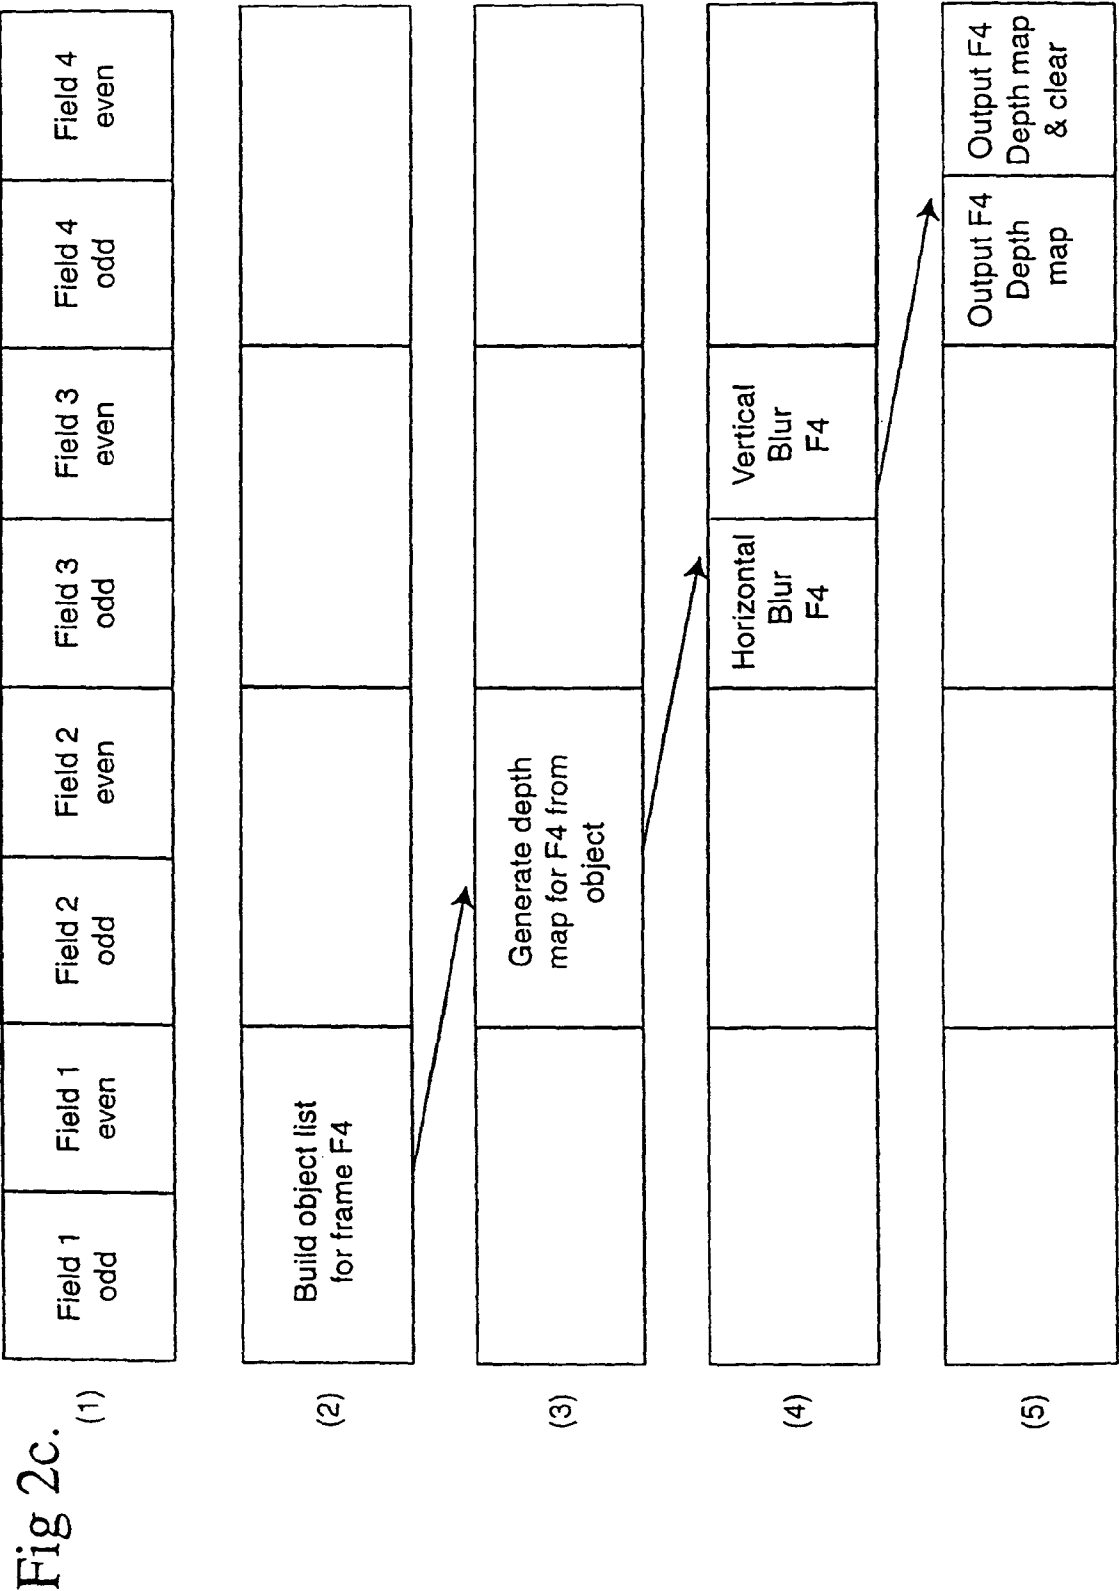 Fig 2c.
(1)
Field 1
odd
Field 1
even
Field 2
odd
Field 2
even
Field 3
odd
Field 3
even
Field 4
odd
Field 4
even
(2)
Build object list
for frame F4
(3)
Generate depth
map for F4 from
object
(4)
Horizontal
Blur
F4
Vertical
Blur
F4
(5)
Output F4
Depth
map
Output F4
Depth map
& clear